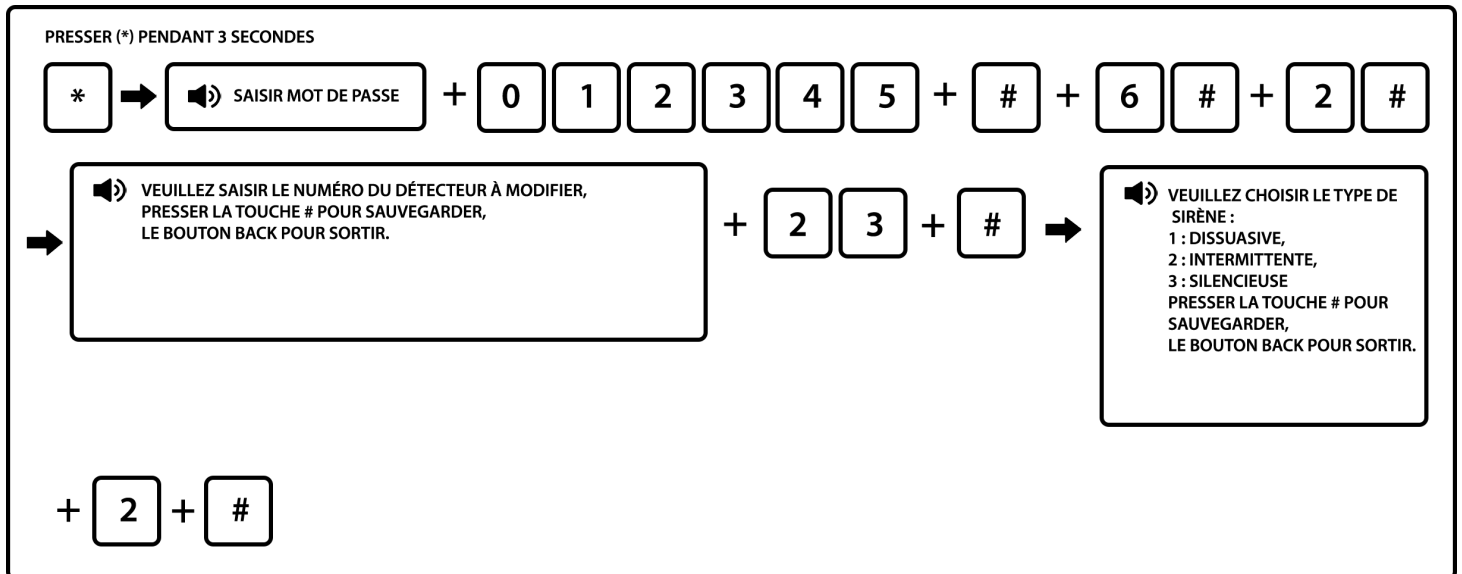 PRESSER (*) PENDANT 3 SECONDES
* SAISIR MOT DE PASSE + 0 1 2 3 4 5 + # + 6 # + 2 #
VEUILLEZ SAISIR LE NUMÉRO DU DÉTECTEUR À MODIFIER,
PRESSER LA TOUCHE # POUR SAUVEGARDER,
LE BOUTON BACK POUR SORTIR.
+ 2 3 + #
VEUILLEZ CHOISIR LE TYPE DE
SIRÈNE :
1 : DISSUASIVE,
2 : INTERMITTENTE,
3 : SILENCIEUSE
PRESSER LA TOUCHE # POUR
SAUVEGARDER,
LE BOUTON BACK POUR SORTIR.
+ 2 + #